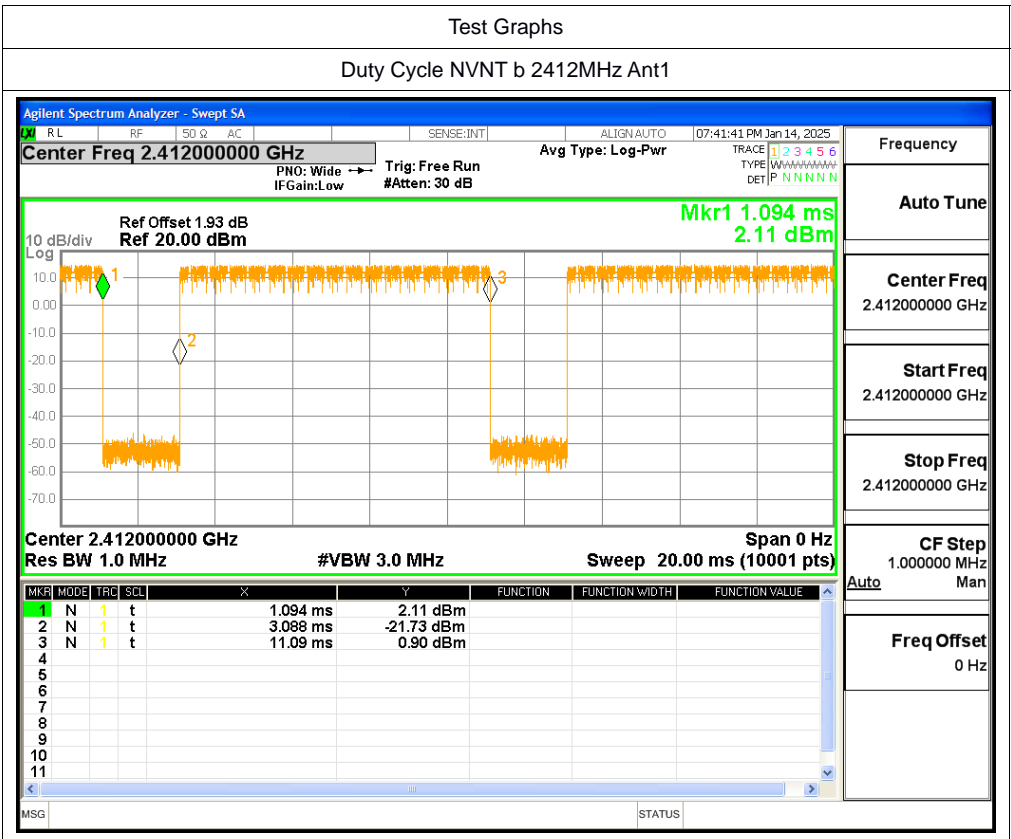 Test Graphs
Duty Cycle NVNT b 2412MHz Ant1
Agilent Spectrum Analyzer - Swept SA
LXI RL RF 50 Ω AC SENSE:INT ALIGN AUTO 07:41:41 PM Jan 14, 2025
Center Freq 2.412000000 GHz
PNO: Wide
IFGain:Low
Trig: Free Run
#Atten: 30 dB
Avg Type: Log-Pwr
TRACE 1 2 3 4 5 6
TYPE
DET P N N N N N
Frequency
Mkr1 1.094 ms
2.11 dBm
Ref Offset 1.93 dB
10 dB/div Ref 20.00 dBm
Log
10.0
0.00
-10.0
-20.0
-30.0
-40.0
-50.0
-60.0
-70.0
1
2
3
Center 2.412000000 GHz Span 0 Hz
Res BW 1.0 MHz #VBW 3.0 MHz Sweep 20.00 ms (10001 pts)
MKR MODE TRC SCL X Y FUNCTION FUNCTION WIDTH FUNCTION VALUE
1 N 1 t 1.094 ms 2.11 dBm
2 N 1 t 3.088 ms -21.73 dBm
3 N 1 t 11.09 ms 0.90 dBm
4
5
6
7
8
9
10
11
MSG STATUS
Auto Tune
Center Freq
2.412000000 GHz
Start Freq
2.412000000 GHz
Stop Freq
2.412000000 GHz
CF Step
1.000000 MHz
Auto Man
Freq Offset
0 Hz